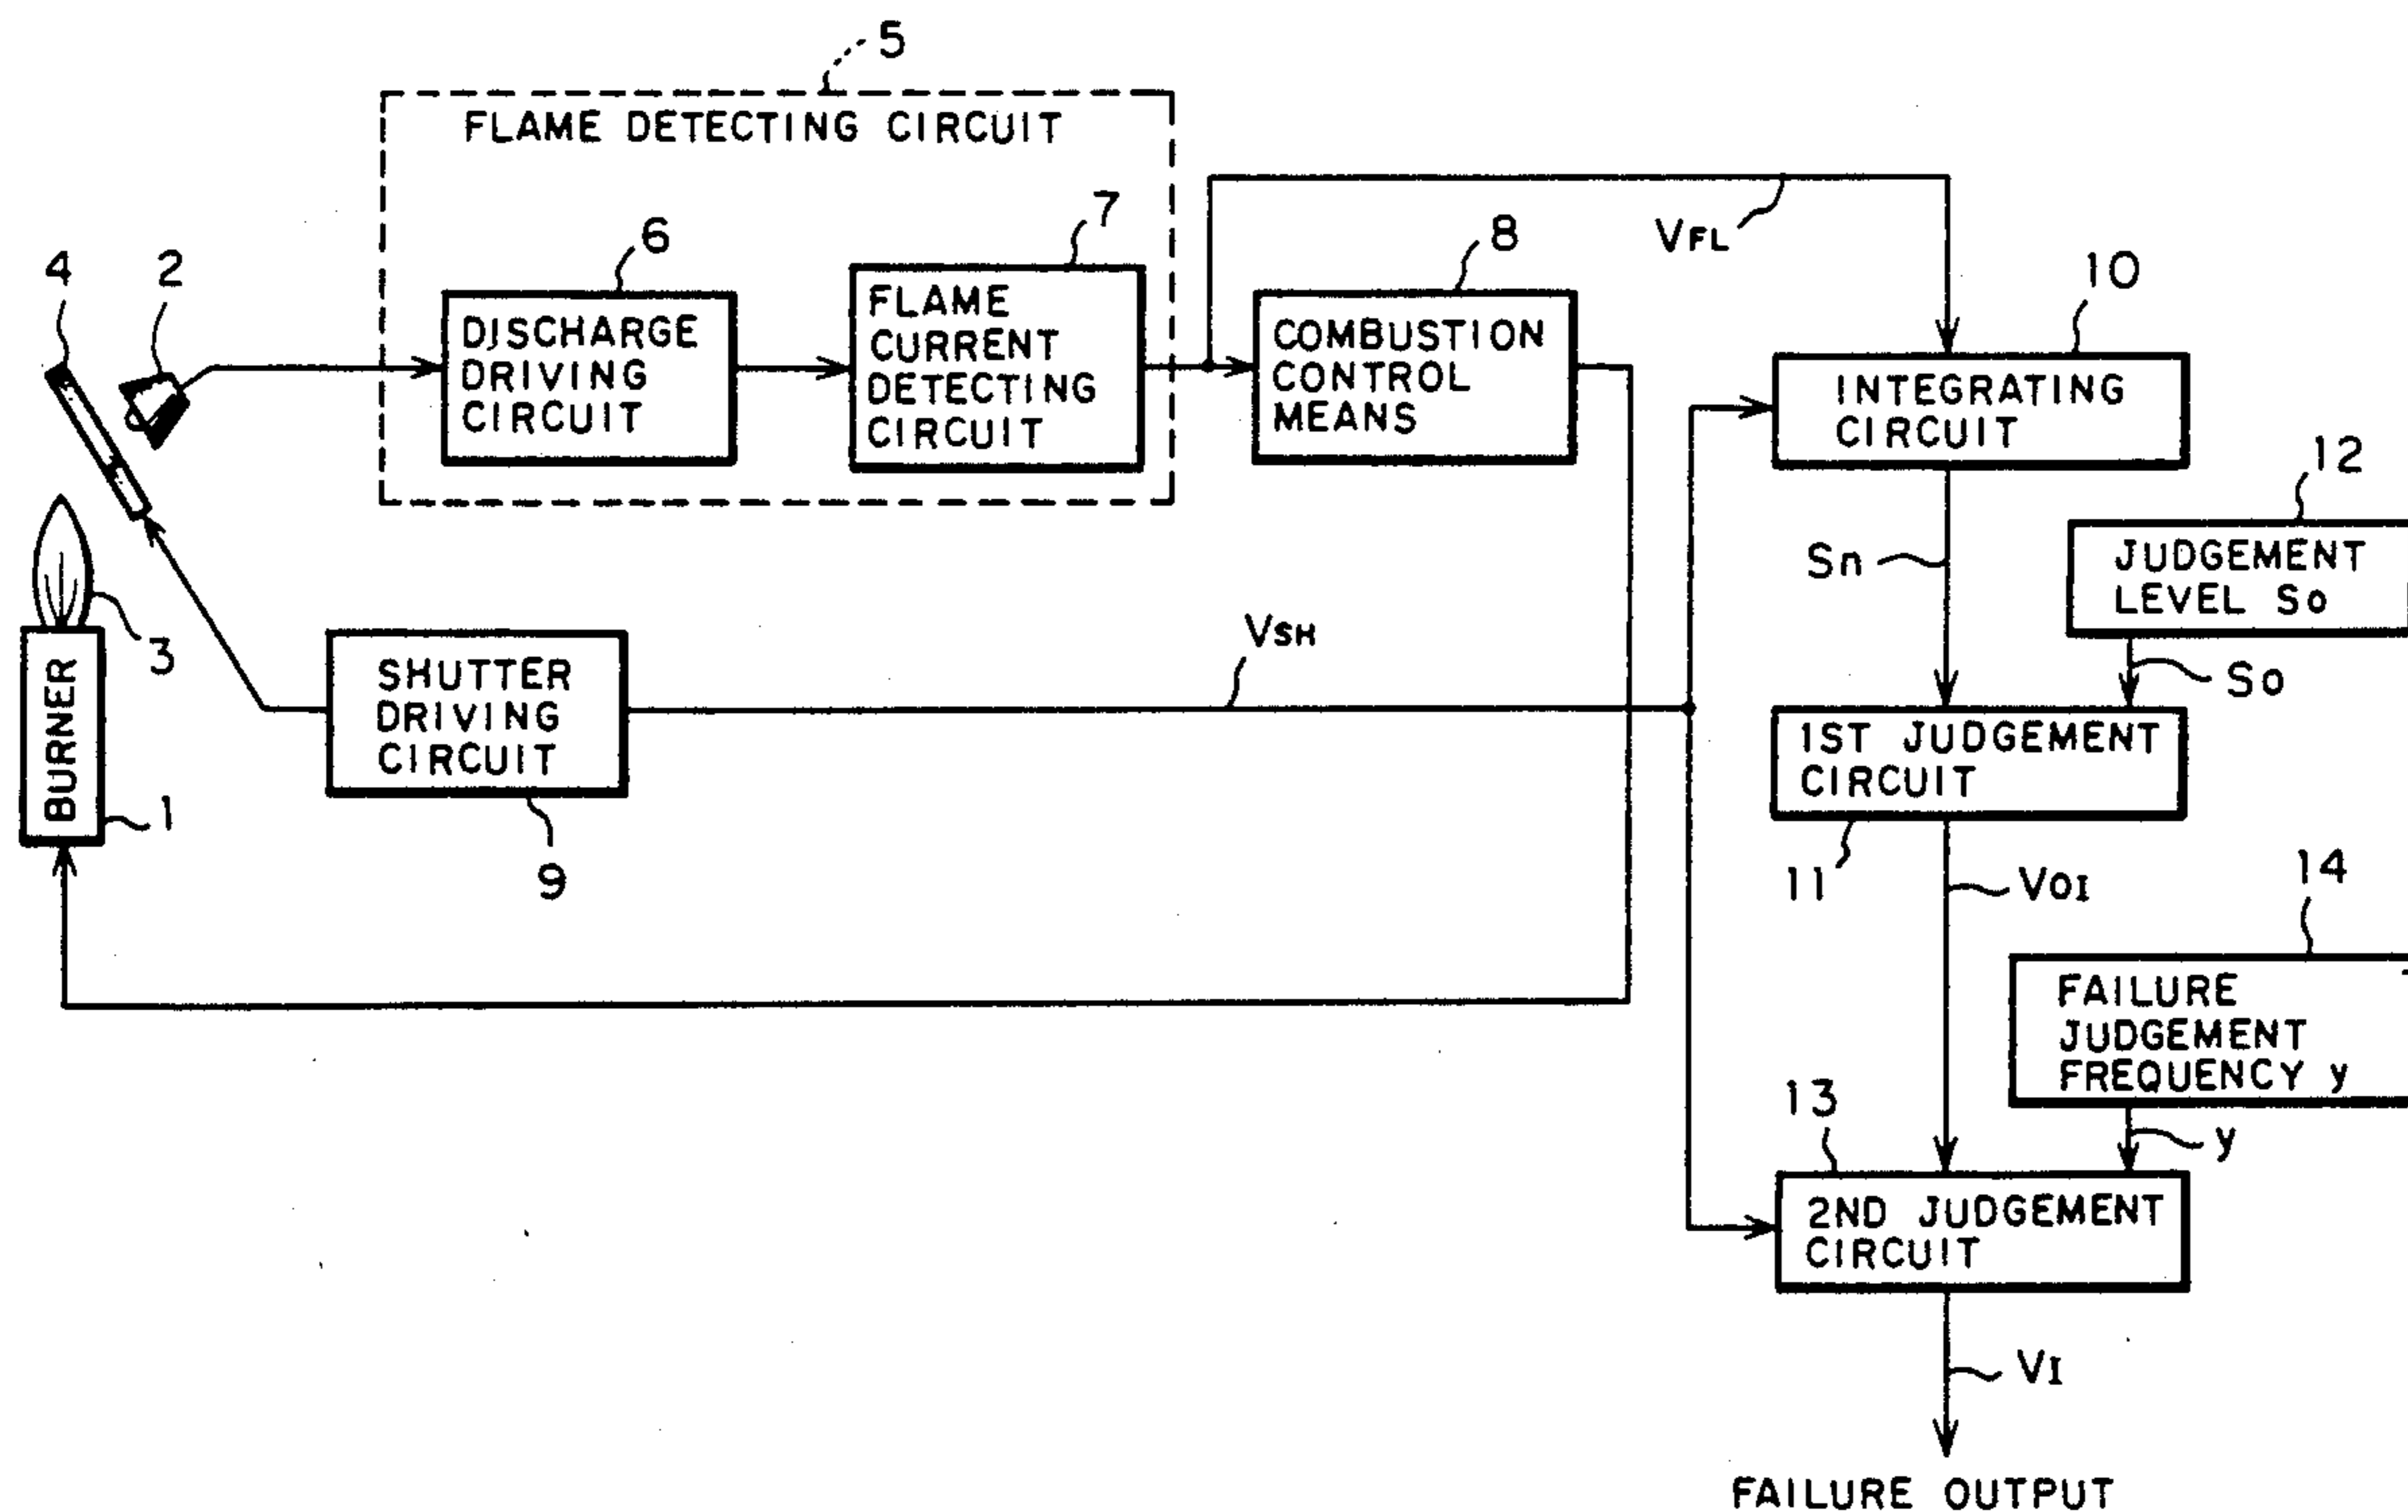 5
FLAME DETECTING CIRCUIT
4
2
6
DISCHARGE
DRIVING
CIRCUIT
7
FLAME
CURRENT
DETECTING
CIRCUIT
8
COMBUSTION
CONTROL
MEANS
VFL
10
INTEGRATING
CIRCUIT
12
JUDGEMENT
LEVEL So
Sn
So
3
BURNER
1
SHUTTER
DRIVING
CIRCUIT
9
VSH
1ST JUDGEMENT
CIRCUIT
11
VOI
14
FAILURE
JUDGEMENT
FREQUENCY y
13
y
2ND JUDGEMENT
CIRCUIT
VI
FAILURE OUTPUT